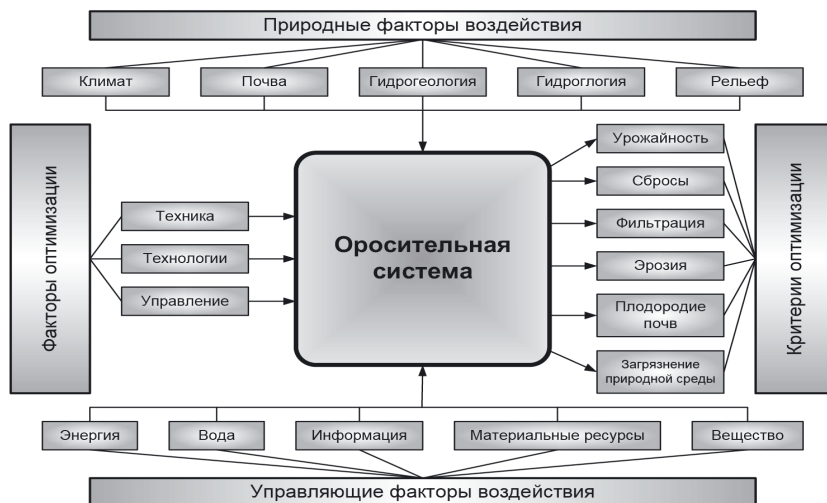 Природные факторы воздействия
Климат
Почва
Гидрогеология
Гидроглогия
Рельеф
Факторы оптимизации
Техника
Технологии
Управление
Оросительная
система
Урожайность
Сбросы
Фильтрация
Эрозия
Плодородие
почв
Загрязнение
природной среды
Критерии оптимизации
Энергия
Вода
Информация
Материальные ресурсы
Вещество
Управляющие факторы воздействия